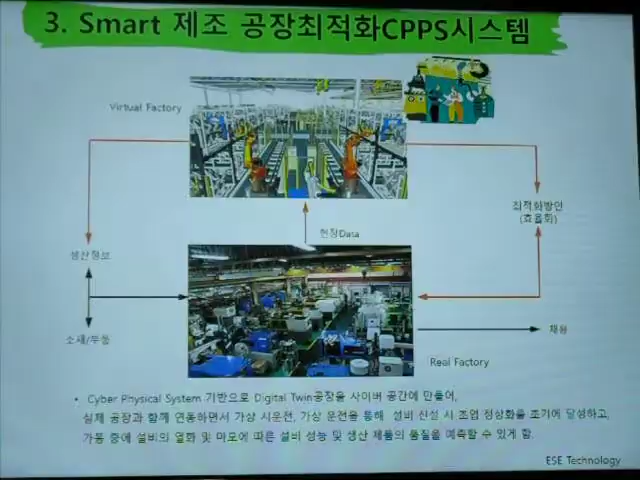 3. Smart 제조 공장최적화CPPS시스템
Virtual Factory
최적화방안
(효율화)
현장Data
생산정보
소재/부품
제품
Real Factory
• Cyber Physical System 기반으로 Digital Twin공장을 사이버 공간에 만들어,
실제 공장과 함께 연동하면서 가상 시운전, 가상 운전을 통해 설비 신설 시 조업 정상화를 조기에 달성하고,
가동 중에 설비의 열화 및 마모에 따른 설비 성능 및 생산 제품의 품질을 예측할 수 있게 함.
ESE Technology